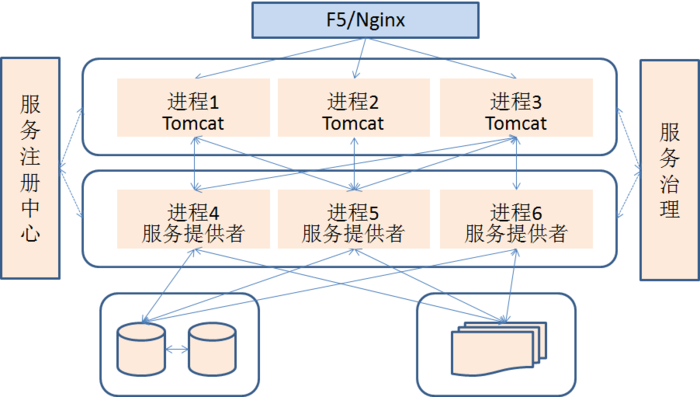 F5/Nginx
服务注册中心
进程1
Tomcat
进程2
Tomcat
进程3
Tomcat
服务治理
进程4
服务提供者
进程5
服务提供者
进程6
服务提供者